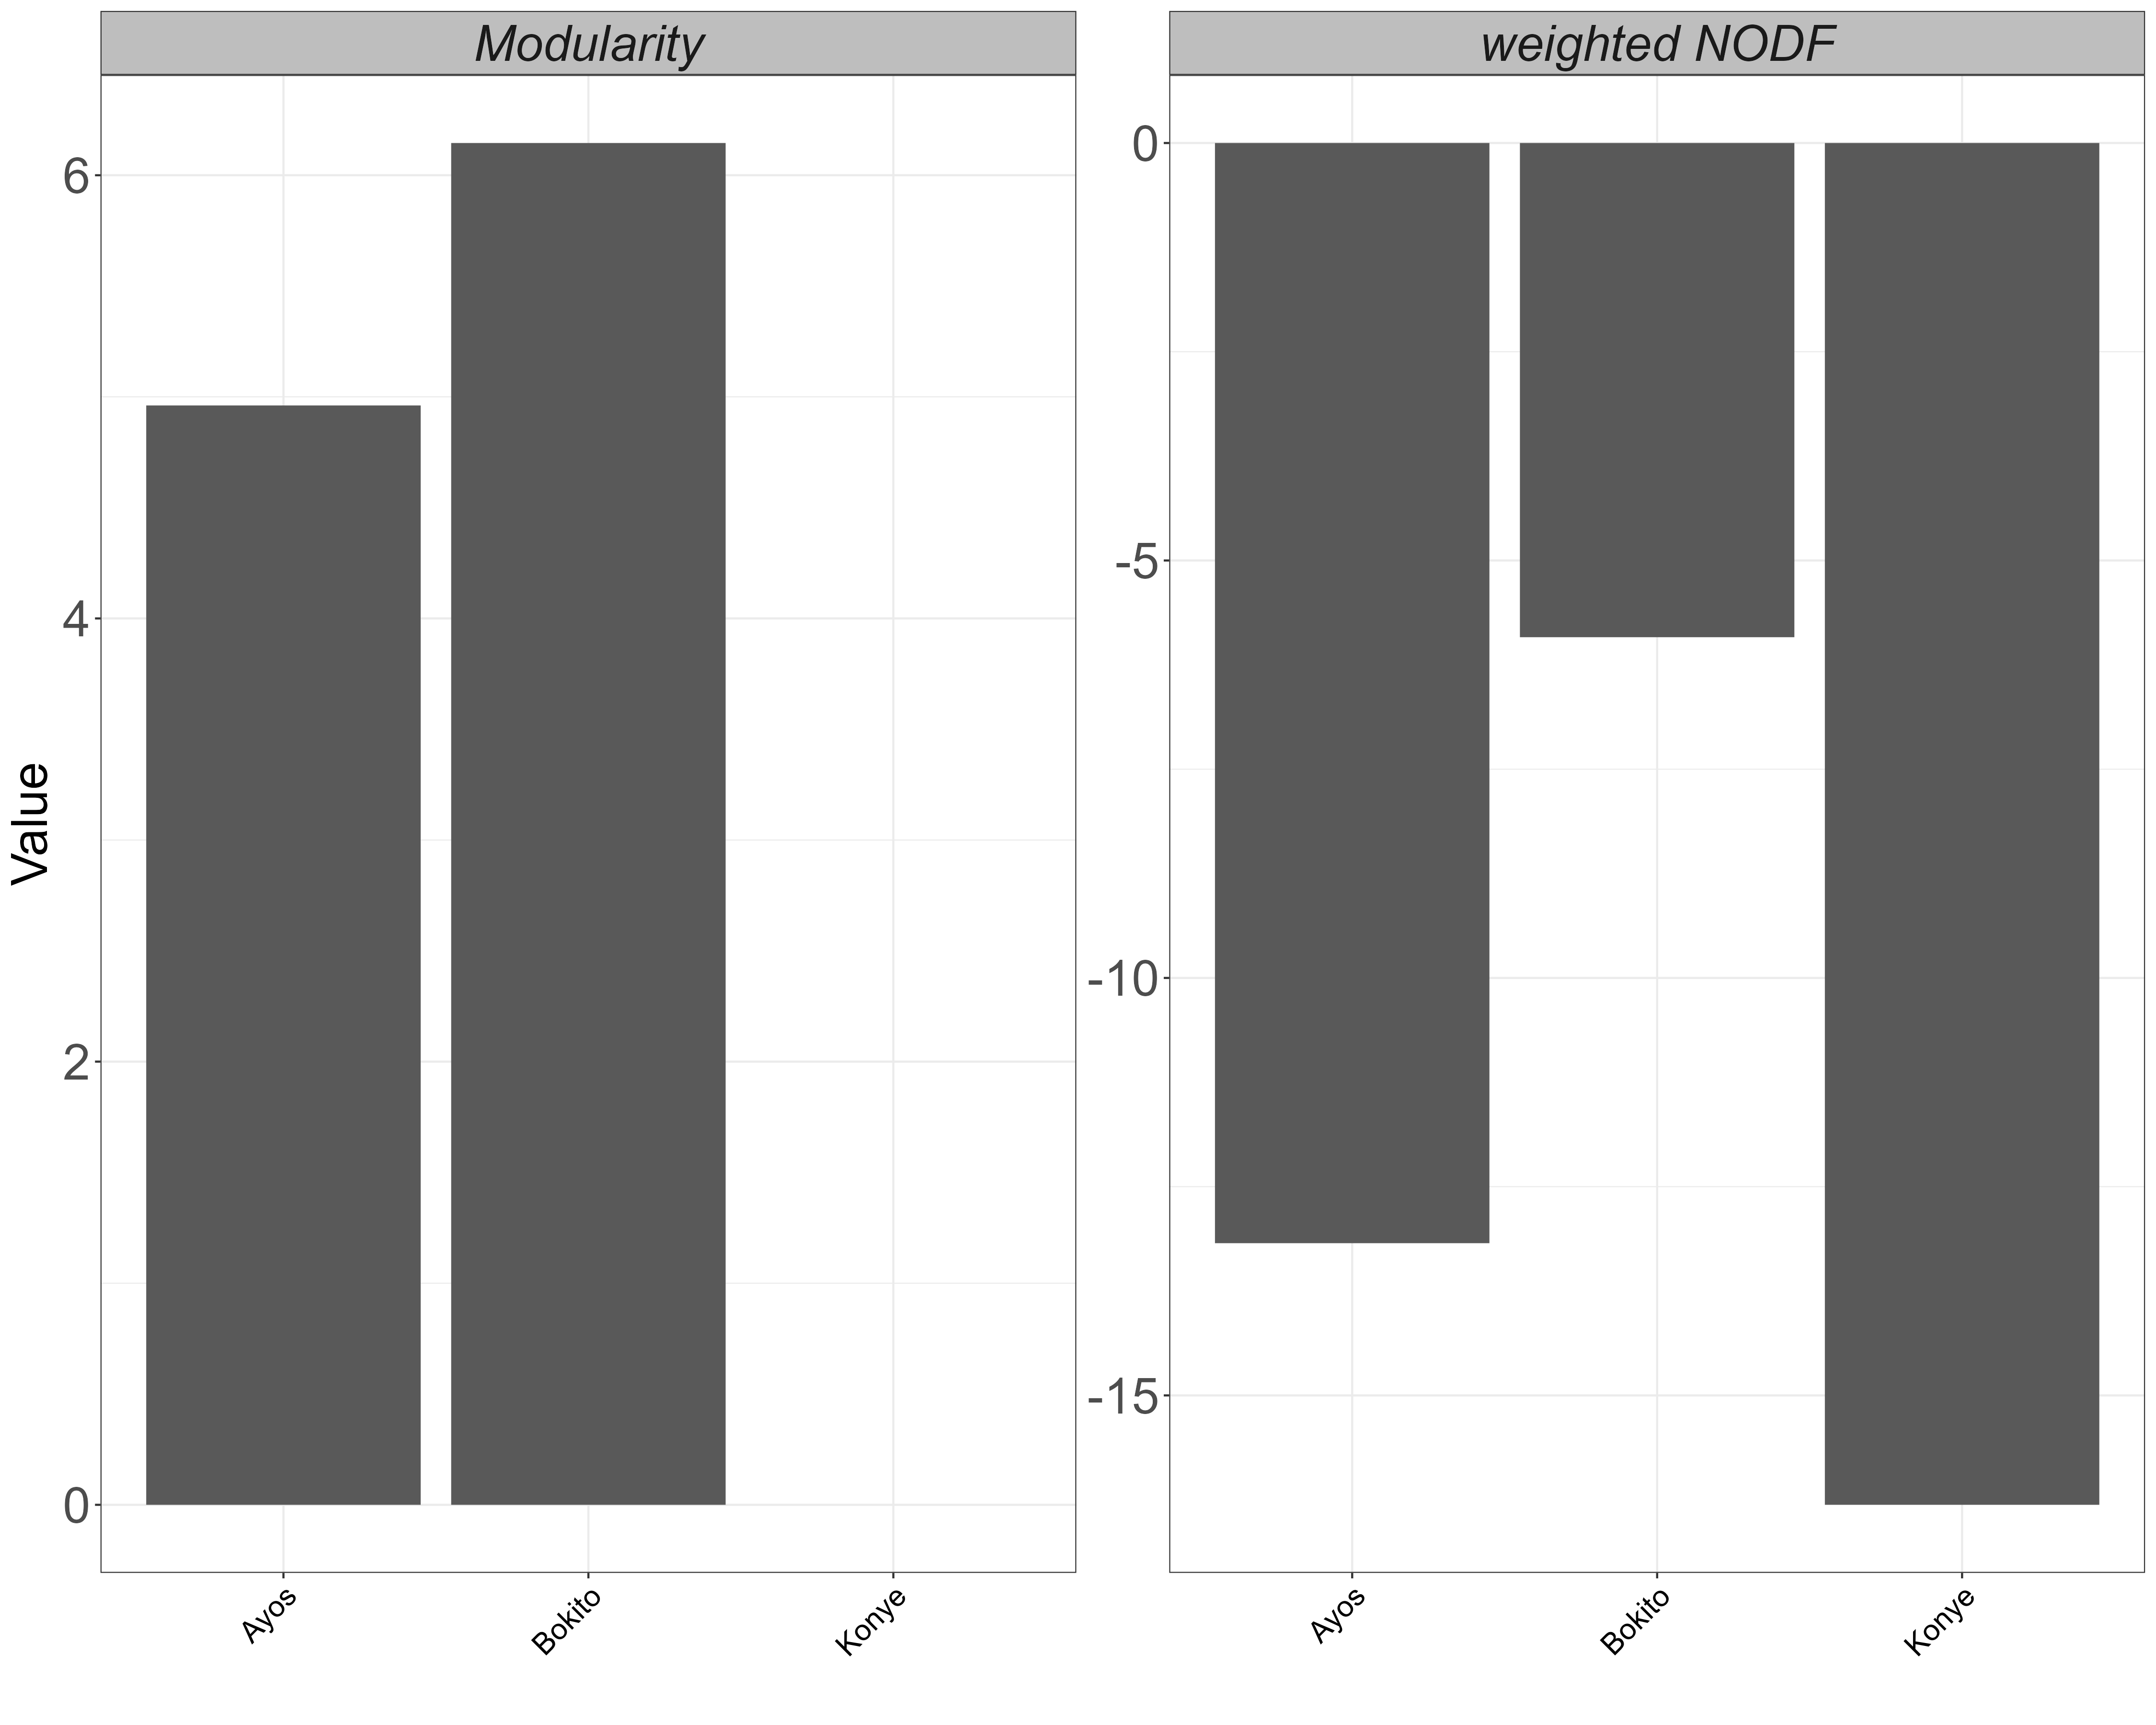 Modularity
weighted NODF
Value
6
4
2
0
0
-5
-10
-15
Ayos
Bokito
Konye
Ayos
Bokito
Konye